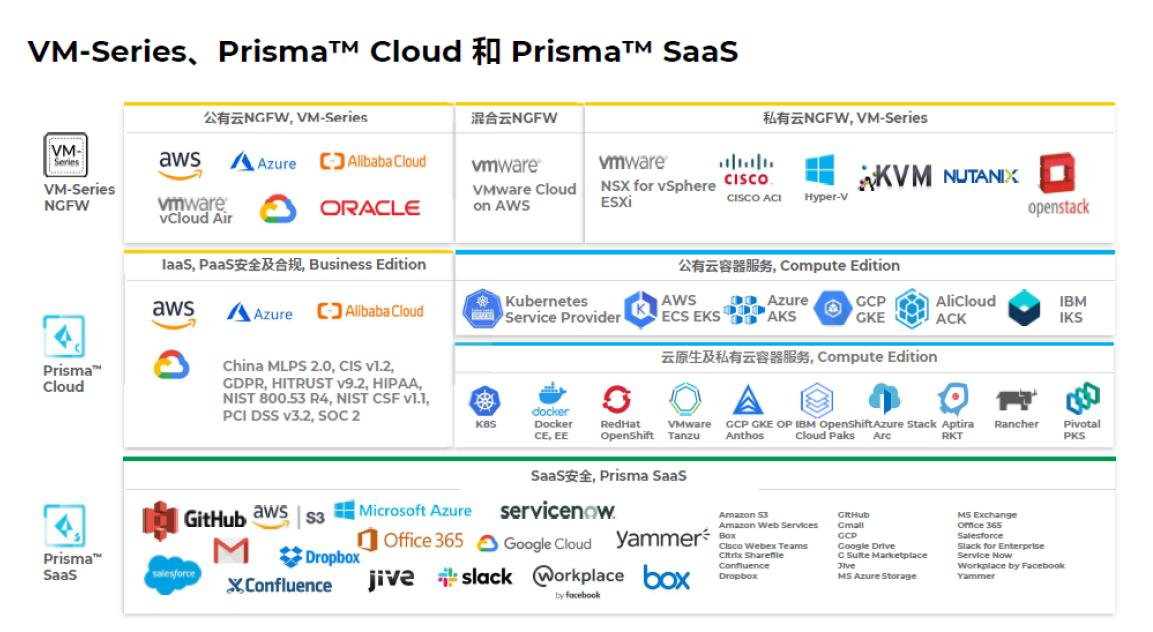 VM-Series、Prisma™ Cloud 和 Prisma™ SaaS
VM-Series
VM-Series
NGFW
公有云NGFW, VM-Series
aws
Azure
Alibaba Cloud
vmware
vCloud Air
ORACLE
混合云NGFW
vmware
VMware Cloud
on AWS
私有云NGFW, VM-Series
vmware
NSX for vSphere
ESXi
CISCO
CISCO ACI
Hyper-V
KVM
NUTANIX
openstack
Prisma™
Cloud
IaaS, PaaS安全及合规, Business Edition
aws
Azure
Alibaba Cloud
China MLPS 2.0, CIS v1.2,
GDPR, HITRUST v9.2, HIPAA,
NIST 800.53 R4, NIST CSF v1.1,
PCI DSS v3.2, SOC 2
公有云容器服务, Compute Edition
Kubernetes
Service Provider
AWS
ECS EKS
Azure
AKS
GCP
GKE
AliCloud
ACK
IBM
IKS
云原生及私有云容器服务, Compute Edition
K8S
docker
Docker
CE, EE
RedHat
OpenShift
VMware
Tanzu
GCP GKE OP
Anthos
IBM OpenShift
Cloud Paks
Azure Stack
Arc
Aptira
RKT
Rancher
Pivotal
PKS
Prisma™
SaaS
SaaS安全, Prisma SaaS
GitHub
aws | S3
Microsoft Azure
servicenow
Office 365
Google Cloud
yammer
Dropbox
salesforce
Confluence
jive
slack
Workplace
by facebook
box
Amazon S3
Amazon Web Services
Box
Cisco Webex Teams
Citrix Sharefile
Confluence
Dropbox
GitHub
Gmail
GCP
Google Drive
G Suite Marketplace
Jive
MS Azure Storage
MS Exchange
Office 365
Salesforce
Slack for Enterprise
Service Now
Workplace by Facebook
Yammer